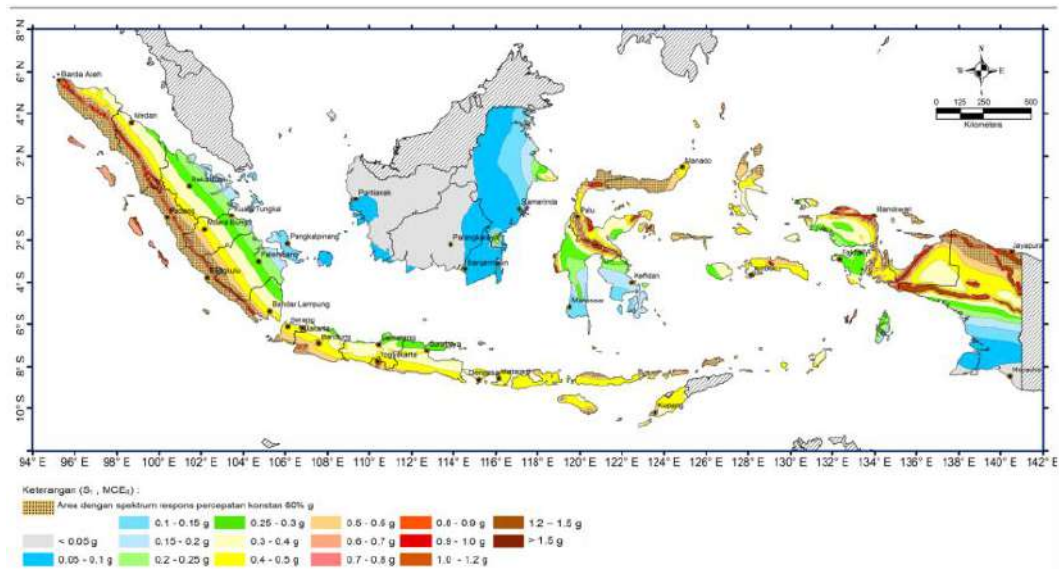 8° N
6° N
4° N
2° N
0°
2° S
4° S
6° S
8° S
10° S
94° E 96° E 98° E 100° E 102° E 104° E 106° E 108° E 110° E 112° E 114° E 116° E 118° E 120° E 122° E 124° E 126° E 128° E 130° E 132° E 134° E 136° E 138° E 140° E 142° E
N
E
S
0 125 250 500
Kilometers
Banda Aceh
Medan
Pekanbaru
Padang
Kuala Tungkal
Muara Bungo
Pangkalpinang
Palembang
Bengkulu
Bandar Lampung
Serang
Jakarta
Bandung
Semarang
Yogyakarta
Surabaya
Denpasar
Mataram
Kupang
Pontianak
Palangkaraya
Banjarmasin
Samarinda
Manado
Palu
Makassar
Manokwari
Jayapura
Keterangan (S₁ , MCEᵣ) :
Area dengan spektrum respons percepatan konstan 60% g
< 0.05 g
0.05 - 0.1 g
0.1 - 0.15 g
0.15 - 0.2 g
0.2 - 0.25 g
0.25 - 0.3 g
0.3 - 0.4 g
0.4 - 0.5 g
0.5 - 0.6 g
0.6 - 0.7 g
0.7 - 0.8 g
0.8 - 0.9 g
0.9 - 1.0 g
1.0 - 1.2 g
1.2 – 1.5 g
> 1.5 g